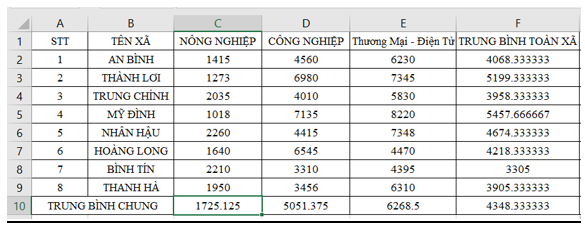 A B C D E F
1 STT TÊN XÃ NÔNG NGHIỆP CÔNG NGHIỆP Thương Mại - Điện Tử TRUNG BÌNH TOÀN XÃ
2 1 AN BÌNH 1415 4560 6230 4068.333333
3 2 THÀNH LỢI 1273 6980 7345 5199.333333
4 3 TRUNG CHÍNH 2035 4010 5830 3958.333333
5 4 MỸ ĐÌNH 1018 7135 8220 5457.666667
6 5 NHÂN HẬU 2260 4415 7348 4674.333333
7 6 HOÀNG LONG 1640 6545 4470 4218.333333
8 7 BÌNH TÍN 2210 3310 4395 3305
9 8 THANH HÀ 1950 3456 6310 3905.333333
10 TRUNG BÌNH CHUNG 1725.125 5051.375 6268.5 4348.333333